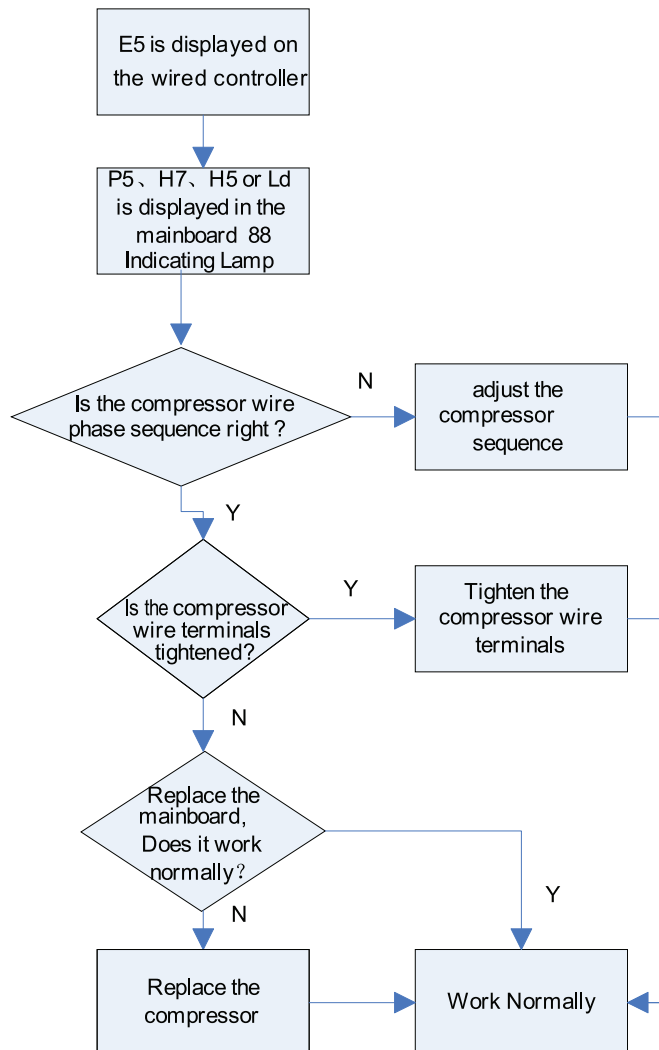 E5 is displayed on
the wired controller
P5、H7、H5 or Ld
is displayed in the
mainboard 88
Indicating Lamp
Is the compressor wire
phase sequence right ?
N
adjust the
compressor
sequence
Y
Is the compressor
wire terminals
tightened?
Y
Tighten the
compressor wire
terminals
N
Replace the
mainboard,
Does it work
normally?
Y
N
Replace the
compressor
Work Normally